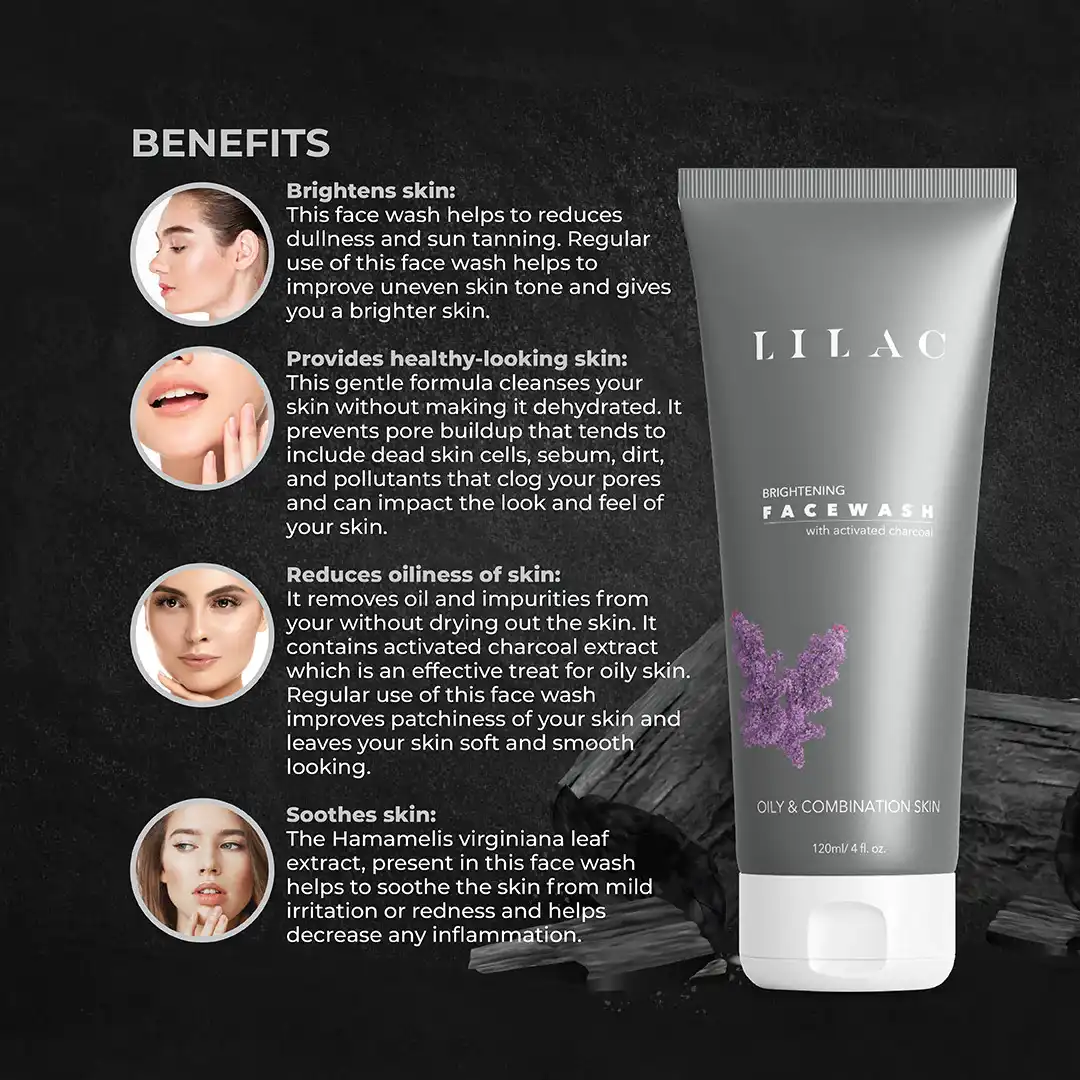 BENEFITS
Brightens skin:
This face wash helps to reduces
dullness and sun tanning. Regular
use of this face wash helps to
improve uneven skin tone and gives
you a brighter skin.
Provides healthy-looking skin:
This gentle formula cleanses your
skin without making it dehydrated. It
prevents pore buildup that tends to
include dead skin cells, sebum, dirt,
and pollutants that clog your pores
and can impact the look and feel of
your skin.
Reduces oiliness of skin:
It removes oil and impurities from
your without drying out the skin. It
contains activated charcoal extract
which is an effective treat for oily skin.
Regular use of this face wash
improves patchiness of your skin and
leaves your skin soft and smooth
looking.
Soothes skin:
The Hamamelis virginiana leaf
extract, present in this face wash
helps to soothe the skin from mild
irritation or redness and helps
decrease any inflammation.
LILAC
BRIGHTENING
FACEWASH
with activated charcoal
OILY & COMBINATION SKIN
120ml/ 4 fl. oz.